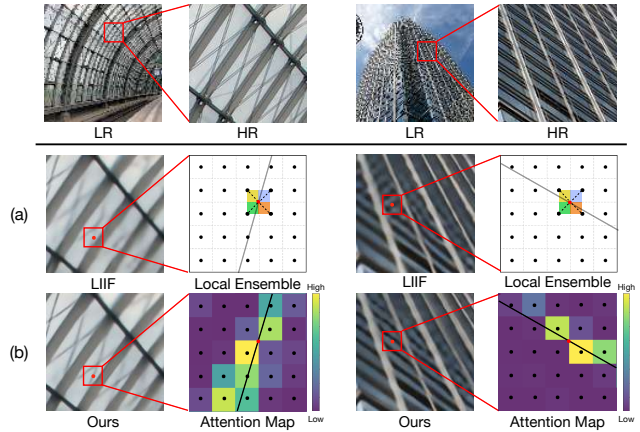 LR HR LR HR
(a)
LIIF Local Ensemble LIIF Local Ensemble
High High
(b)
Low Low
Ours Attention Map Ours Attention Map